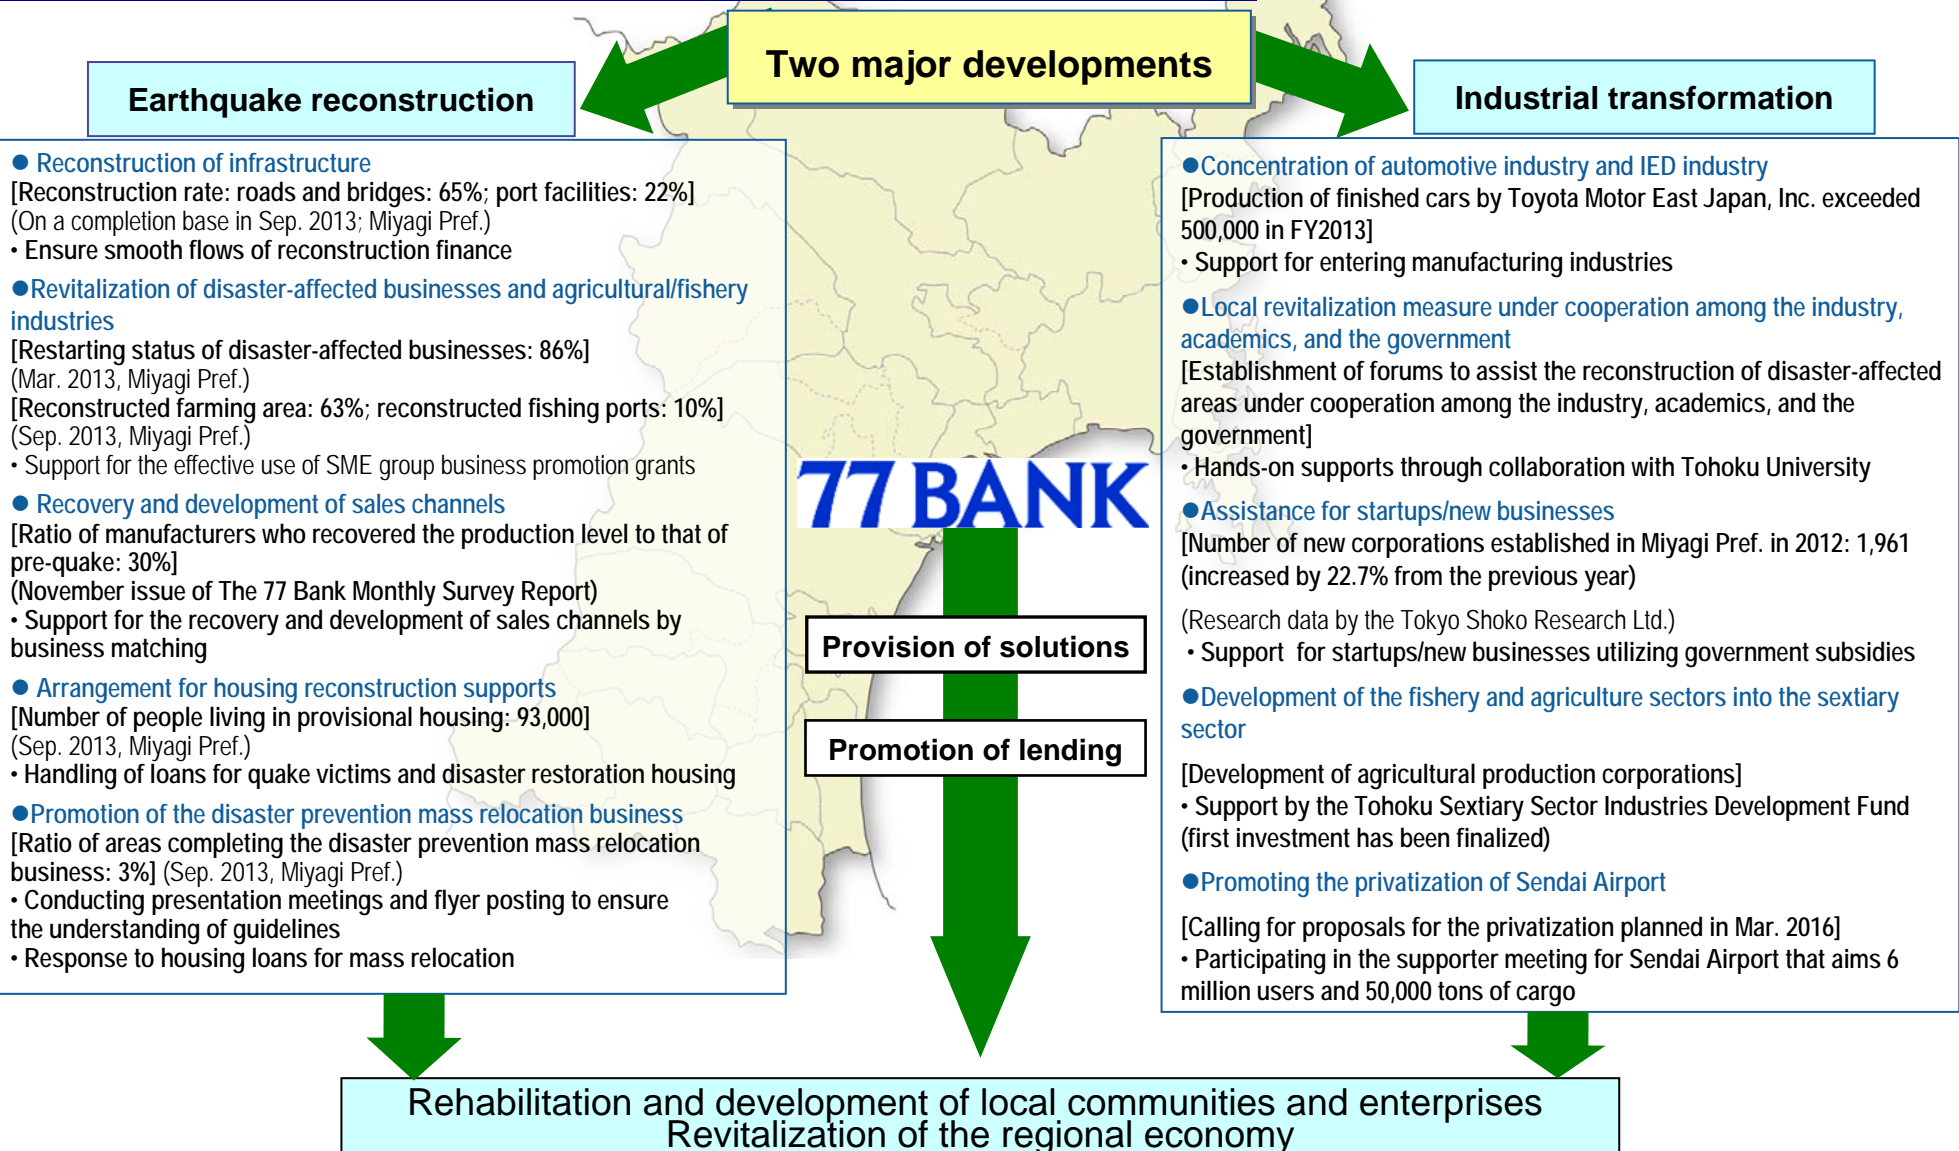 Two major developments
Earthquake reconstruction
● Reconstruction of infrastructure
[Reconstruction rate: roads and bridges: 65%; port facilities: 22%]
(On a completion base in Sep. 2013; Miyagi Pref.)
・Ensure smooth flows of reconstruction finance
●Revitalization of disaster-affected businesses and agricultural/fishery
industries
[Restarting status of disaster-affected businesses: 86%]
(Mar. 2013, Miyagi Pref.)
[Reconstructed farming area: 63%; reconstructed fishing ports: 10%]
(Sep. 2013, Miyagi Pref.)
・Support for the effective use of SME group business promotion grants
● Recovery and development of sales channels
[Ratio of manufacturers who recovered the production level to that of
pre-quake: 30%]
(November issue of The 77 Bank Monthly Survey Report)
・Support for the recovery and development of sales channels by
business matching
● Arrangement for housing reconstruction supports
[Number of people living in provisional housing: 93,000]
(Sep. 2013, Miyagi Pref.)
・Handling of loans for quake victims and disaster restoration housing
●Promotion of the disaster prevention mass relocation business
[Ratio of areas completing the disaster prevention mass relocation
business: 3%] (Sep. 2013, Miyagi Pref.)
・Conducting presentation meetings and flyer posting to ensure
the understanding of guidelines
・Response to housing loans for mass relocation
77 BANK
Provision of solutions
Promotion of lending
Industrial transformation
●Concentration of automotive industry and IED industry
[Production of finished cars by Toyota Motor East Japan, Inc. exceeded
500,000 in FY2013]
・Support for entering manufacturing industries
●Local revitalization measure under cooperation among the industry,
academics, and the government
[Establishment of forums to assist the reconstruction of disaster-affected
areas under cooperation among the industry, academics, and the
government]
・Hands-on supports through collaboration with Tohoku University
●Assistance for startups/new businesses
[Number of new corporations established in Miyagi Pref. in 2012: 1,961
(increased by 22.7% from the previous year)
(Research data by the Tokyo Shoko Research Ltd.)
・Support for startups/new businesses utilizing government subsidies
●Development of the fishery and agriculture sectors into the sextiary
sector
[Development of agricultural production corporations]
・Support by the Tohoku Sextiary Sector Industries Development Fund
(first investment has been finalized)
●Promoting the privatization of Sendai Airport
[Calling for proposals for the privatization planned in Mar. 2016]
・Participating in the supporter meeting for Sendai Airport that aims 6
million users and 50,000 tons of cargo
Rehabilitation and development of local communities and enterprises
Revitalization of the regional economy